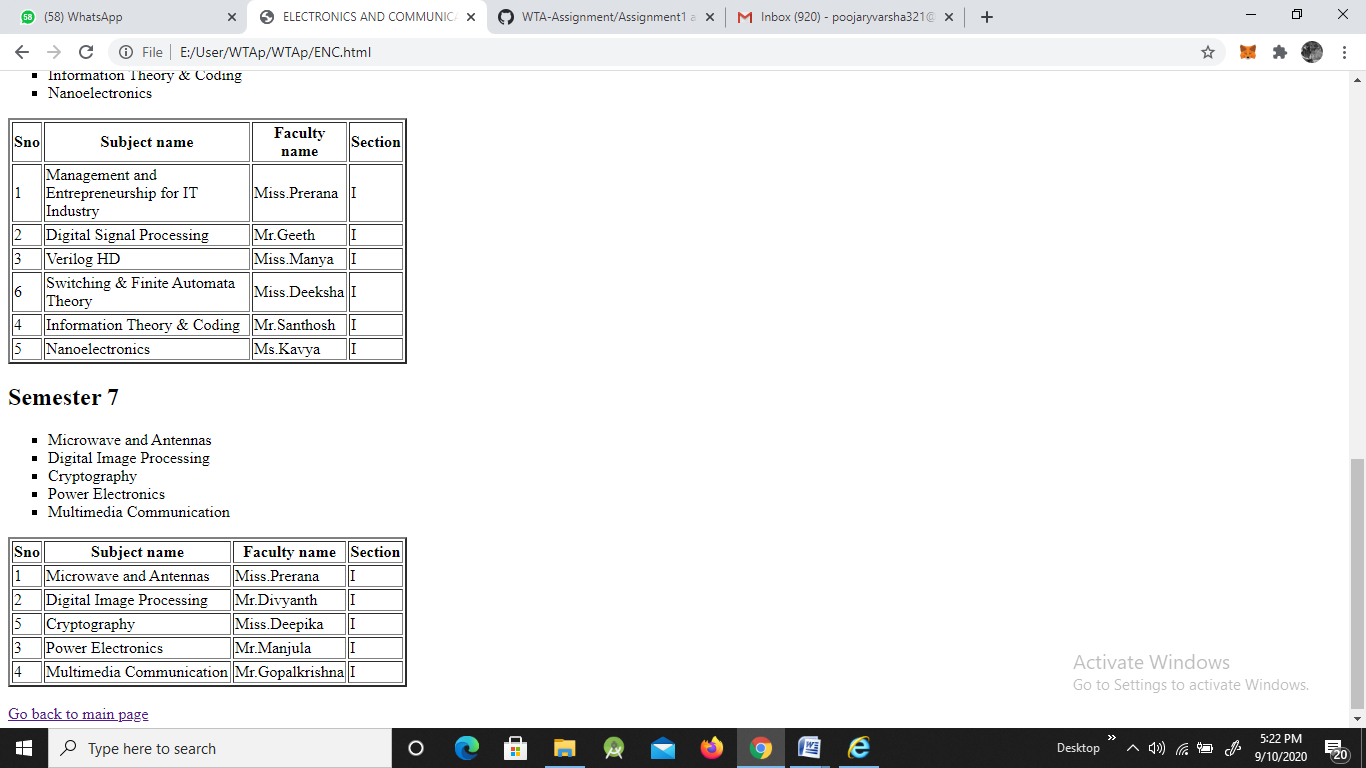 58
(58) WhatsApp
ELECTRONICS AND COMMUNICA
WTA-Assignment/Assignment1 a
Inbox (920) - poojaryvarsha321@
File
E:/User/WTAp/WTAp/ENC.html
Information Theory & Coding
Nanoelectronics
Sno Subject name Faculty name Section
1 Management and Entrepreneurship for IT Industry Miss.Prerana I
2 Digital Signal Processing Mr.Geeth I
3 Verilog HD Miss.Manya I
6 Switching & Finite Automata Theory Miss.Deeksha I
4 Information Theory & Coding Mr.Santhosh I
5 Nanoelectronics Ms.Kavya I
Semester 7
Microwave and Antennas
Digital Image Processing
Cryptography
Power Electronics
Multimedia Communication
Sno Subject name Faculty name Section
1 Microwave and Antennas Miss.Prerana I
2 Digital Image Processing Mr.Divyanth I
5 Cryptography Miss.Deepika I
3 Power Electronics Mr.Manjula I
4 Multimedia Communication Mr.Gopalkrishna I
Activate Windows
Go to Settings to activate Windows.
Go back to main page
Type here to search
Desktop
5:22 PM
9/10/2020
20